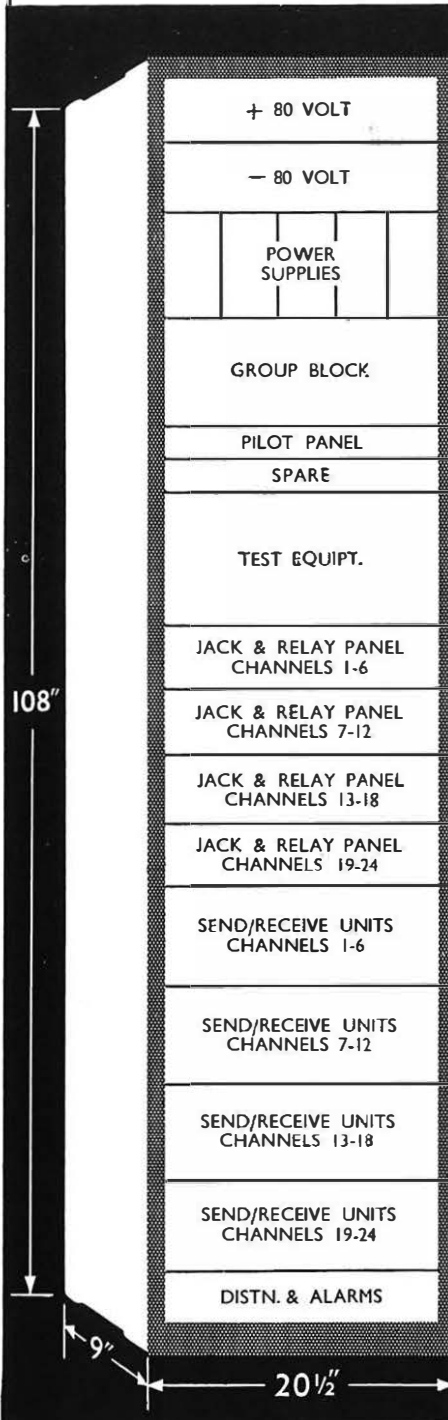 + 80 VOLT
— 80 VOLT
POWER
SUPPLIES
GROUP BLOCK
PILOT PANEL
SPARE
TEST EQUIPT.
JACK & RELAY PANEL
CHANNELS 1-6
JACK & RELAY PANEL
CHANNELS 7-12
JACK & RELAY PANEL
CHANNELS 13-18
JACK & RELAY PANEL
CHANNELS 19-24
SEND/RECEIVE UNITS
CHANNELS 1-6
SEND/RECEIVE UNITS
CHANNELS 7-12
SEND/RECEIVE UNITS
CHANNELS 13-18
SEND/RECEIVE UNITS
CHANNELS 19-24
DISTN. & ALARMS
108"
9"
20½"